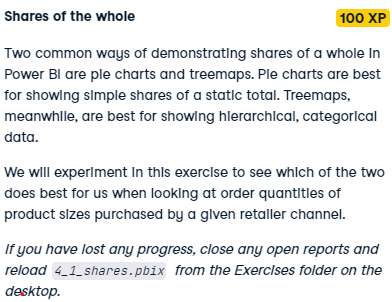 Shares of the whole
100 XP
Two common ways of demonstrating shares of a whole in
Power BI are pie charts and treemaps. Pie charts are best
for showing simple shares of a static total. Treemaps,
meanwhile, are best for showing hierarchical, categorical
data.
We will experiment in this exercise to see which of the two
does best for us when looking at order quantities of
product sizes purchased by a given retailer channel.
If you have lost any progress, close any open reports and
reload 4_1_shares.pbix from the Exercises folder on the
desktop.